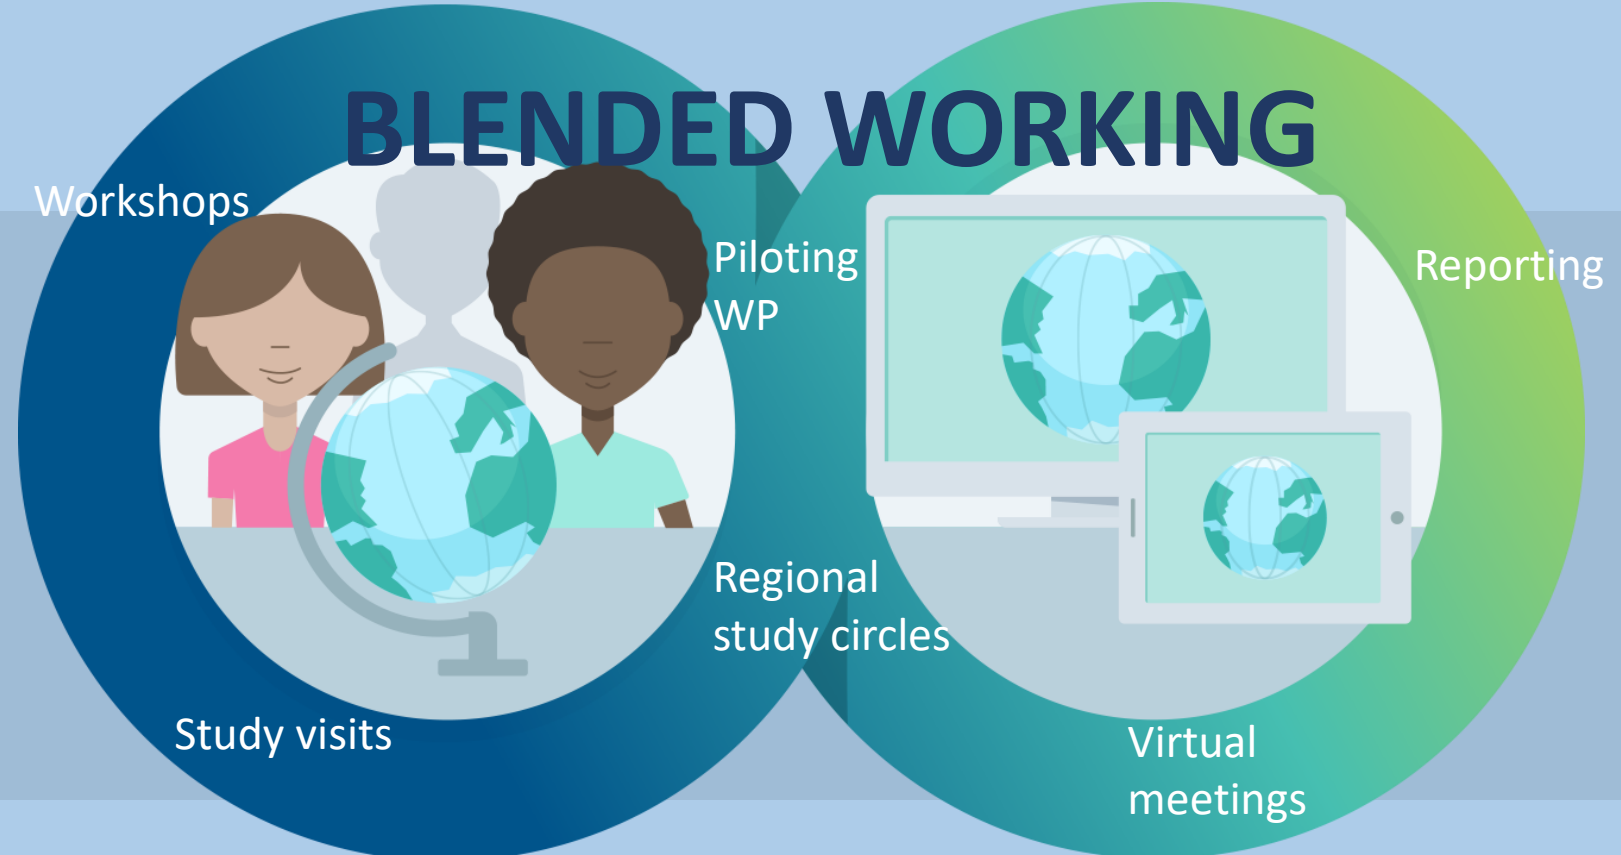 BLENDED WORKING
Workshops
Piloting
WP
Reporting
Regional
study circles
Study visits
Virtual
meetings